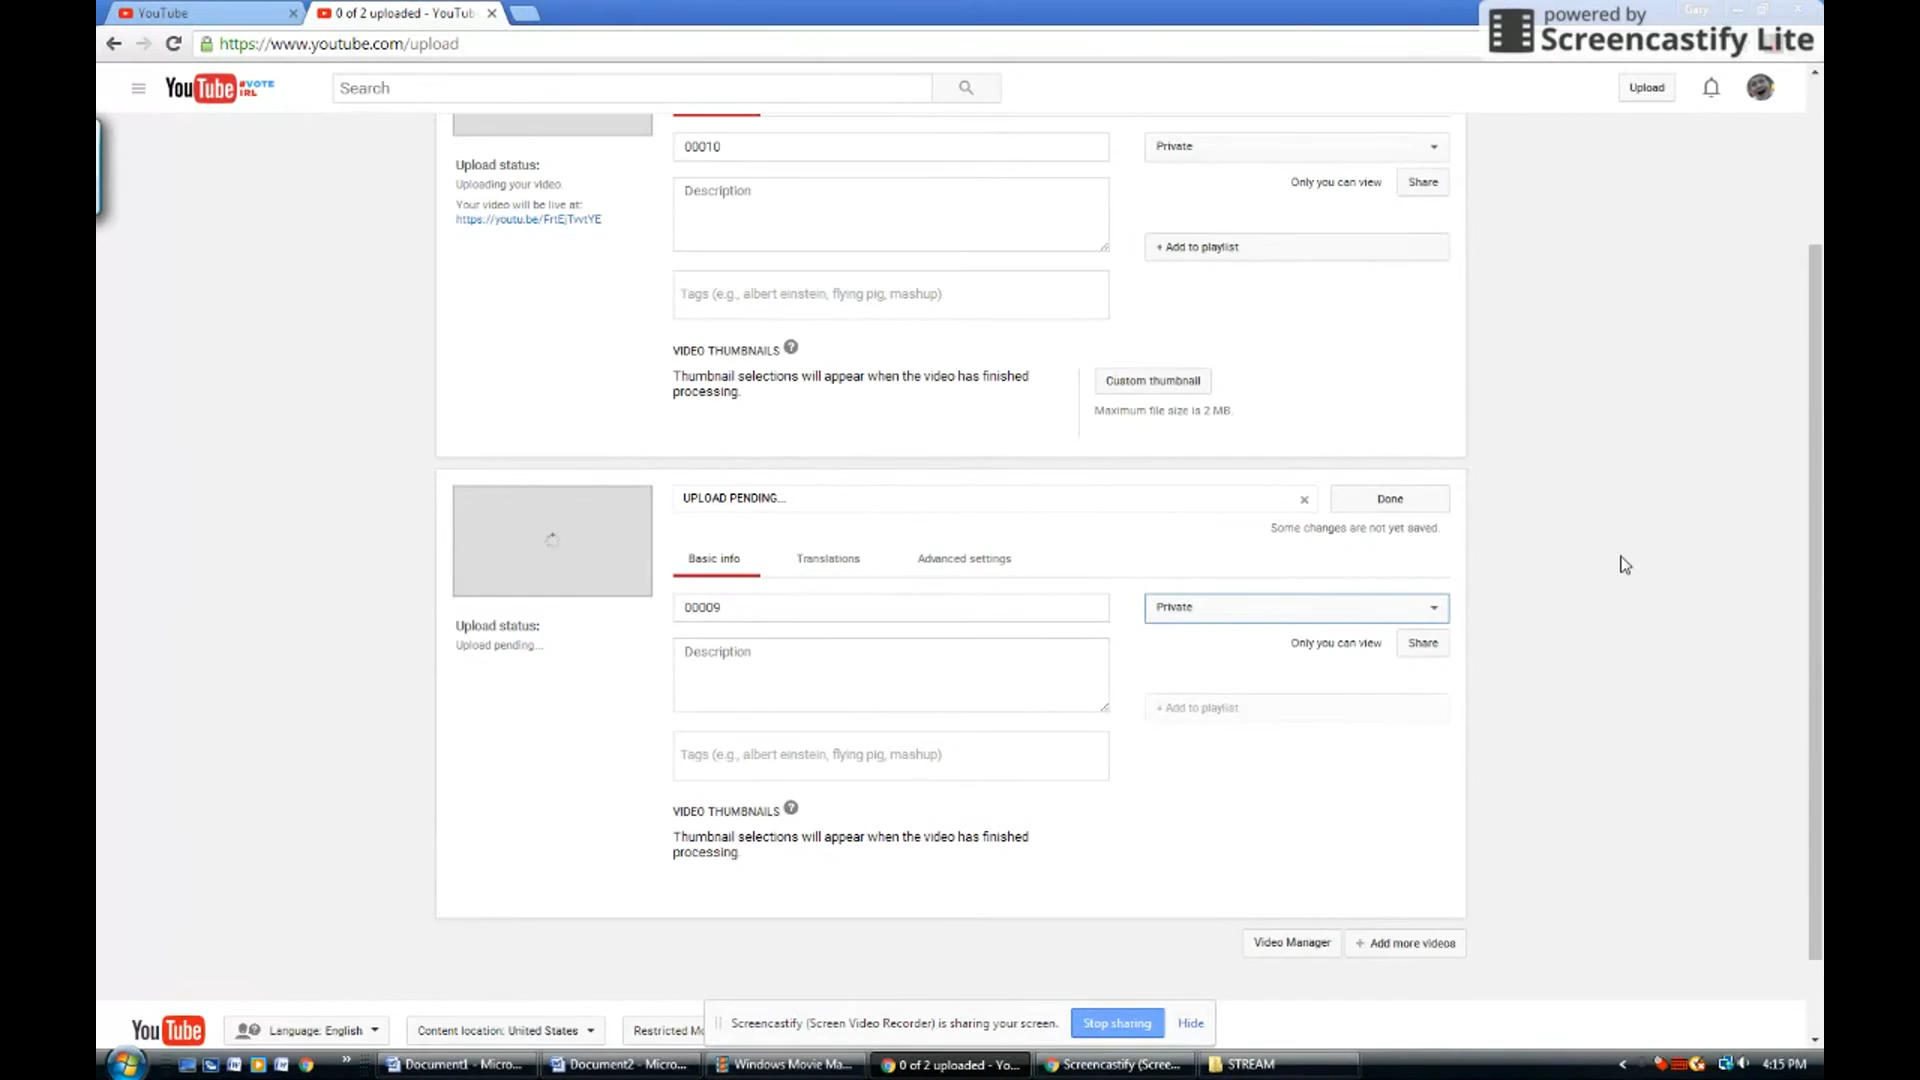 YouTube
0 of 2 uploaded - YouTub
Gary
powered by
Screencastify Lite
https://www.youtube.com/upload
YouTube #VOTE IRL
Search
Upload
00010
Private
Upload status:
Uploading your video.
Your video will be live at:
Description
Only you can view
Share
+ Add to playlist
Tags (e.g., albert einstein, flying pig, mashup)
VIDEO THUMBNAILS ?
Thumbnail selections will appear when the video has finished
processing.
Custom thumbnail
Maximum file size is 2 MB.
UPLOAD PENDING...
Done
Some changes are not yet saved.
Basic info
Translations
Advanced settings
00009
Private
Upload status:
Upload pending...
Description
Only you can view
Share
+ Add to playlist
Tags (e.g., albert einstein, flying pig, mashup)
VIDEO THUMBNAILS ?
Thumbnail selections will appear when the video has finished
processing.
Video Manager
+ Add more videos
YouTube
Language: English
Content location: United States
Restricted Mo
Screencastify (Screen Video Recorder) is sharing your screen.
Stop sharing
Hide
Document1 - Micro...
Document2 - Micro...
Windows Movie Ma...
0 of 2 uploaded - Yo...
Screencastify (Scree...
STREAM
4:15 PM